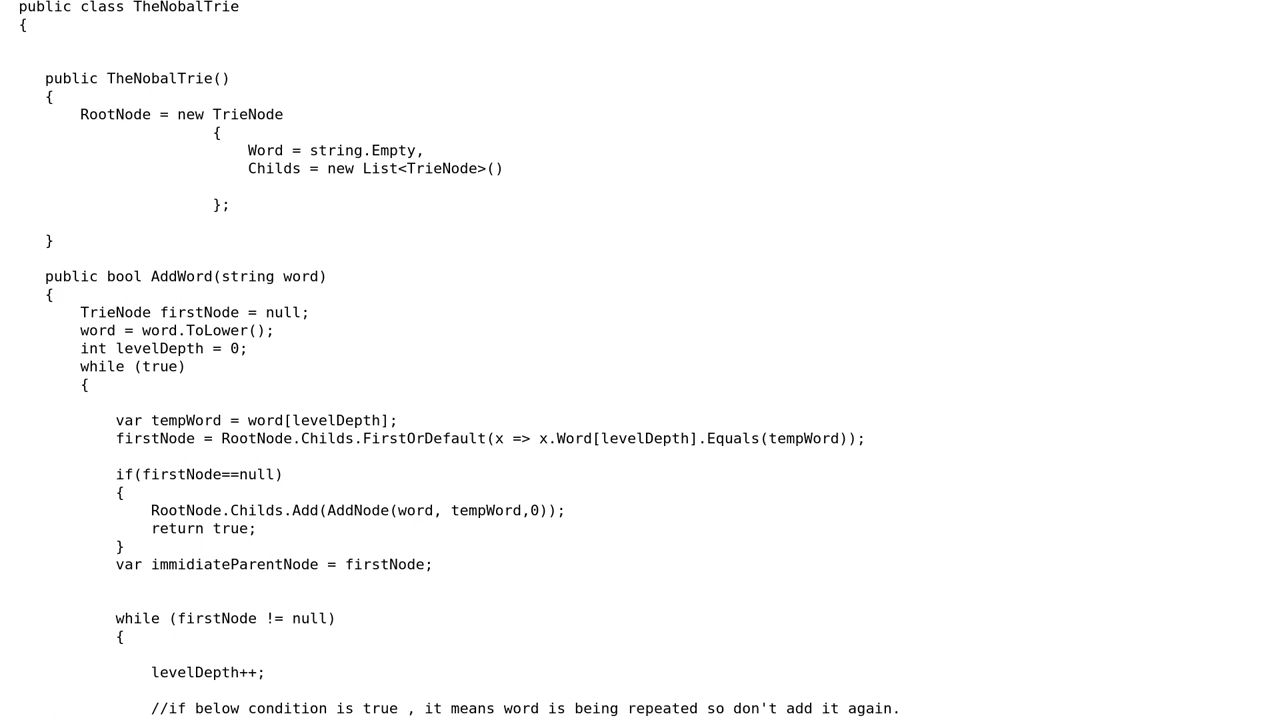 public class TheNobalTrie
{
public TheNobalTrie()
{
RootNode = new TrieNode
{
Word = string.Empty,
Childs = new List<TrieNode>()
};
}
public bool AddWord(string word)
{
TrieNode firstNode = null;
word = word.ToLower();
int levelDepth = 0;
while (true)
{
var tempWord = word[levelDepth];
firstNode = RootNode.Childs.FirstOrDefault(x => x.Word[levelDepth].Equals(tempWord));
if(firstNode==null)
{
RootNode.Childs.Add(AddNode(word, tempWord,0));
return true;
}
var immidiateParentNode = firstNode;
while (firstNode != null)
{
levelDepth++;
//if below condition is true , it means word is being repeated so don't add it again.